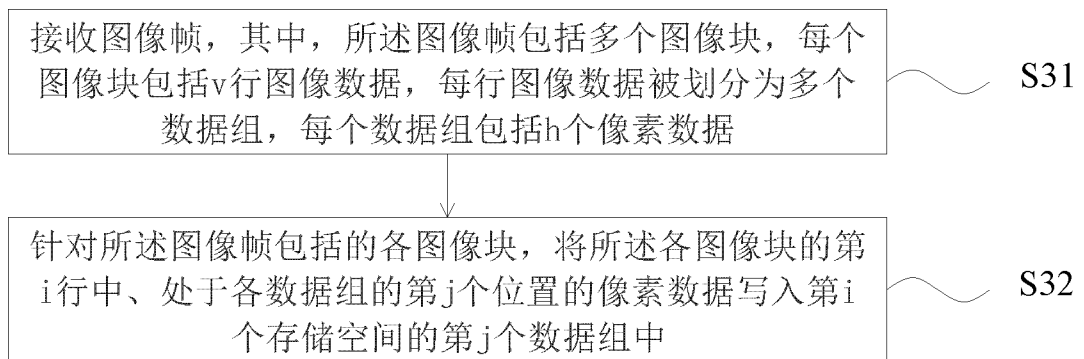 接收图像帧，其中，所述图像帧包括多个图像块，每个
图像块包括v行图像数据，每行图像数据被划分为多个
数据组，每个数据组包括h个像素数据
S31
针对所述图像帧包括的各图像块，将所述各图像块的第
i行中、处于各数据组的第j个位置的像素数据写入第i
个存储空间的第j个数据组中
S32